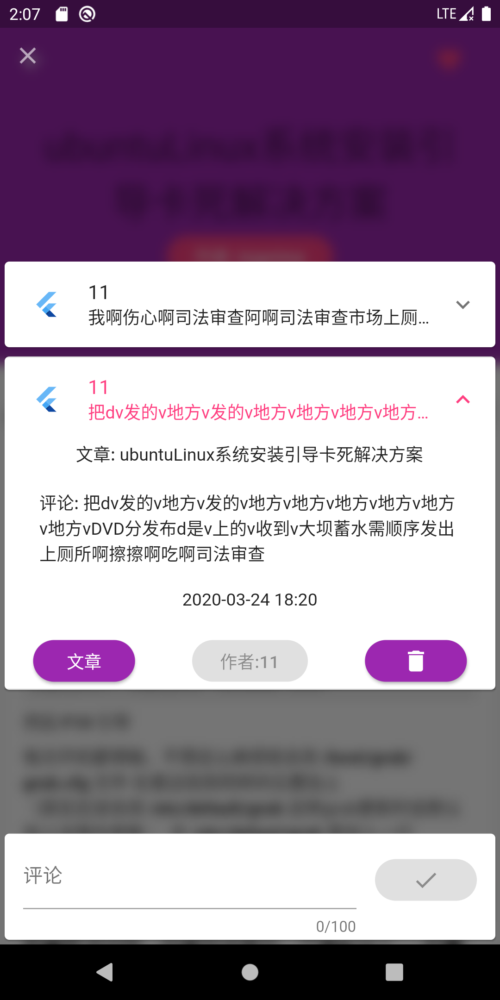 2:07
LTE
11
我啊伤心啊司法审查阿啊司法审查市场上厕…
11
把dv发的v地方v发的v地方v地方v地方v地方…
文章: ubuntuLinux系统安装引导卡死解决方案
评论: 把dv发的v地方v发的v地方v地方v地方v地方v地方
v地方vDVD分发布d是v上的v收到v大坝蓄水需顺序发出
上厕所啊擦擦啊吃啊司法审查
2020-03-24 18:20
文章
作者:11
评论
0/100